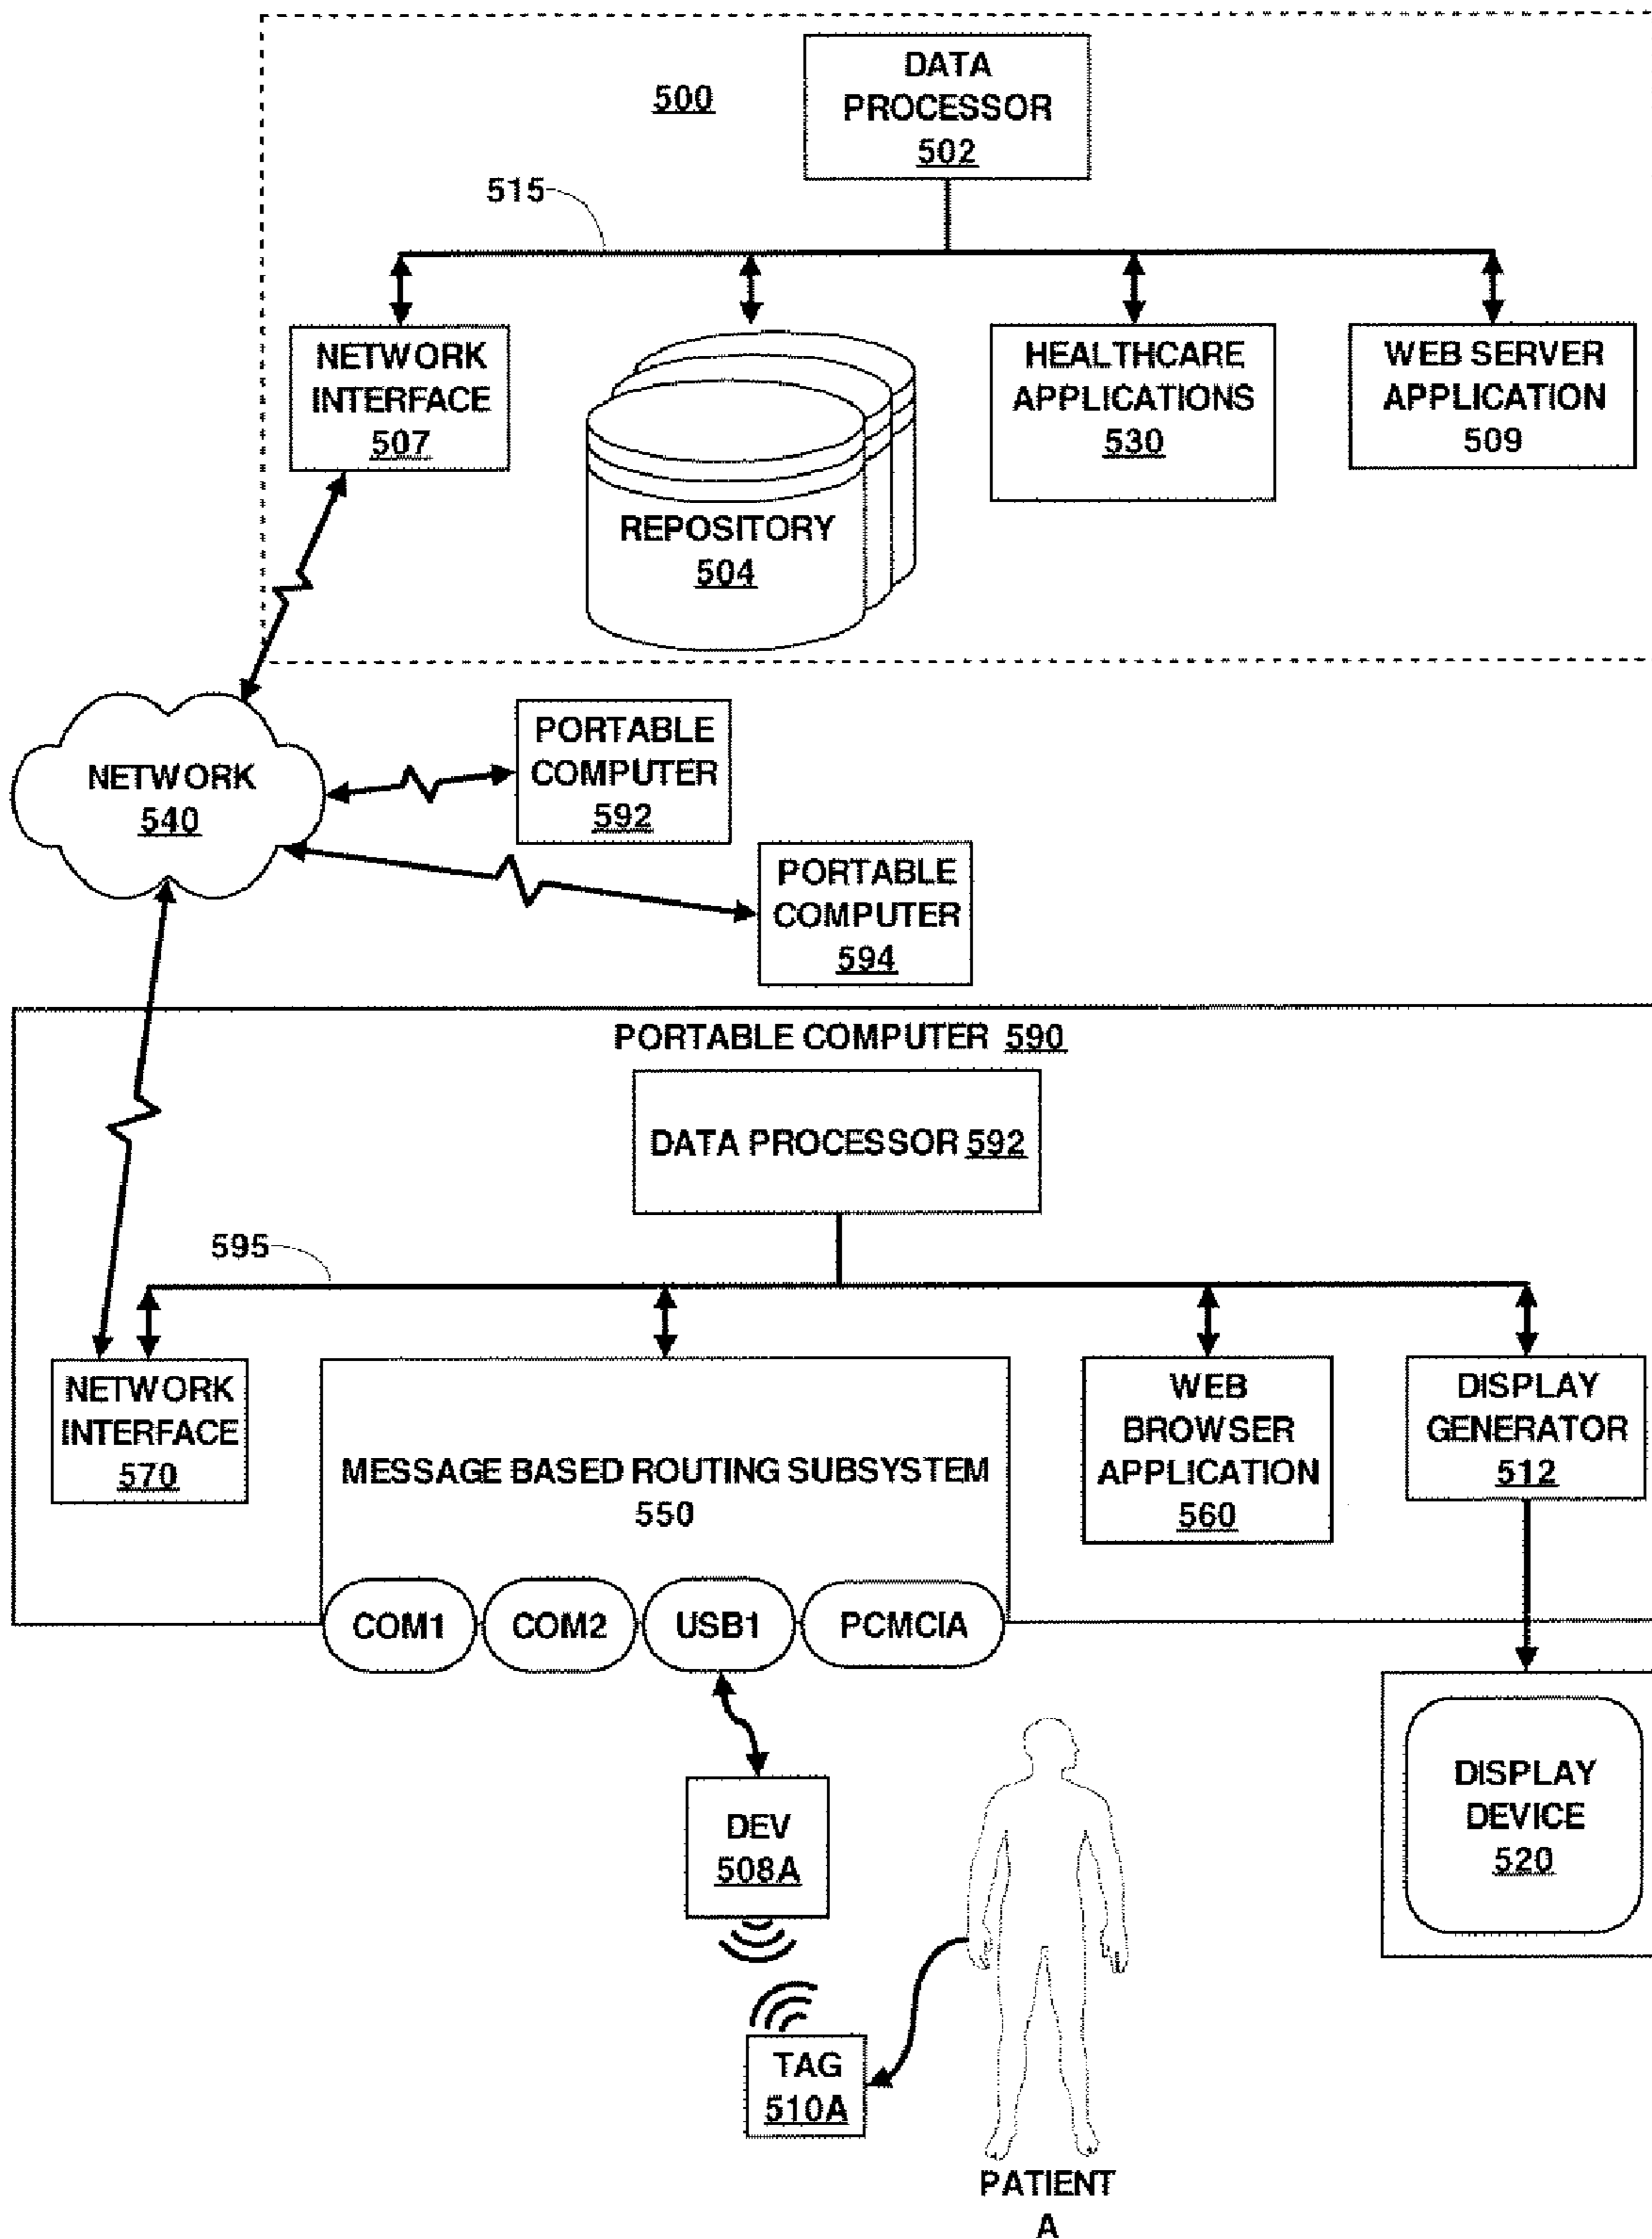 500
DATA
PROCESSOR
502
515
NETWORK
INTERFACE
507
REPOSITORY
504
HEALTHCARE
APPLICATIONS
530
WEB SERVER
APPLICATION
509
NETWORK
540
PORTABLE
COMPUTER
592
PORTABLE
COMPUTER
594
PORTABLE COMPUTER 590
DATA PROCESSOR 592
595
NETWORK
INTERFACE
570
MESSAGE BASED ROUTING SUBSYSTEM
550
WEB
BROWSER
APPLICATION
560
DISPLAY
GENERATOR
512
COM1
COM2
USB1
PCMCIA
DEV
508A
DISPLAY
DEVICE
520
TAG
510A
PATIENT
A